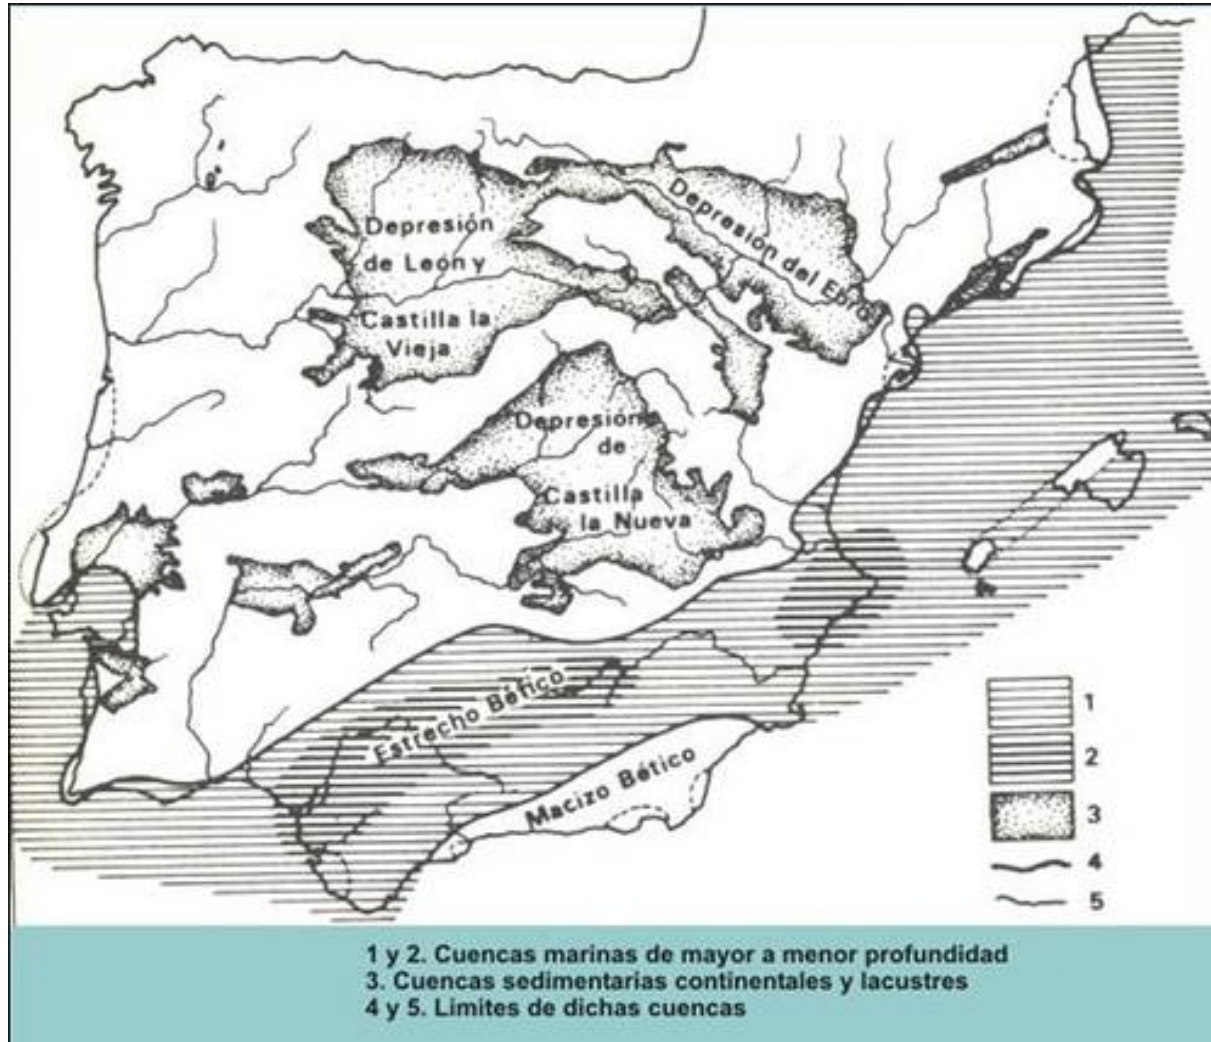 Depresión
de León y
Castilla la
Vieja
Depresión del Ebro
Depresión
de
Castilla
la Nueva
Estrecho Bético
Macizo Bético
1
2
3
4
5
1 y 2. Cuencas marinas de mayor a menor profundidad
3. Cuencas sedimentarias continentales y lacustres
4 y 5. Limites de dichas cuencas